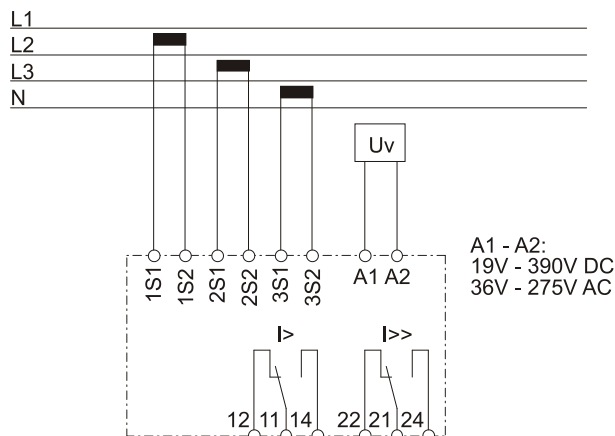 L1
L2
L3
N
Uv
1S1
1S2
2S1
2S2
3S1
3S2
A1 A2
A1 - A2:
19V - 390V DC
36V - 275V AC
I>
I>>
12 11 14
22 21 24